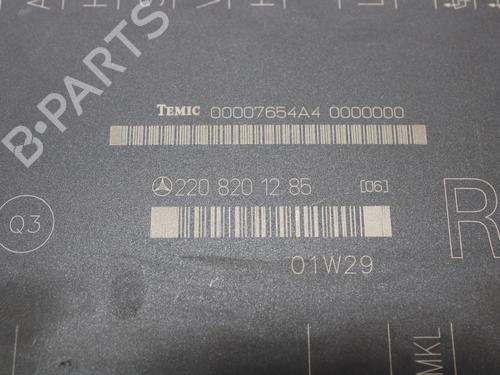 B-PARTS
TEMIC 00007654A4 0000000
220 820 12 85 [06]
Q3
R
01W29
MKL